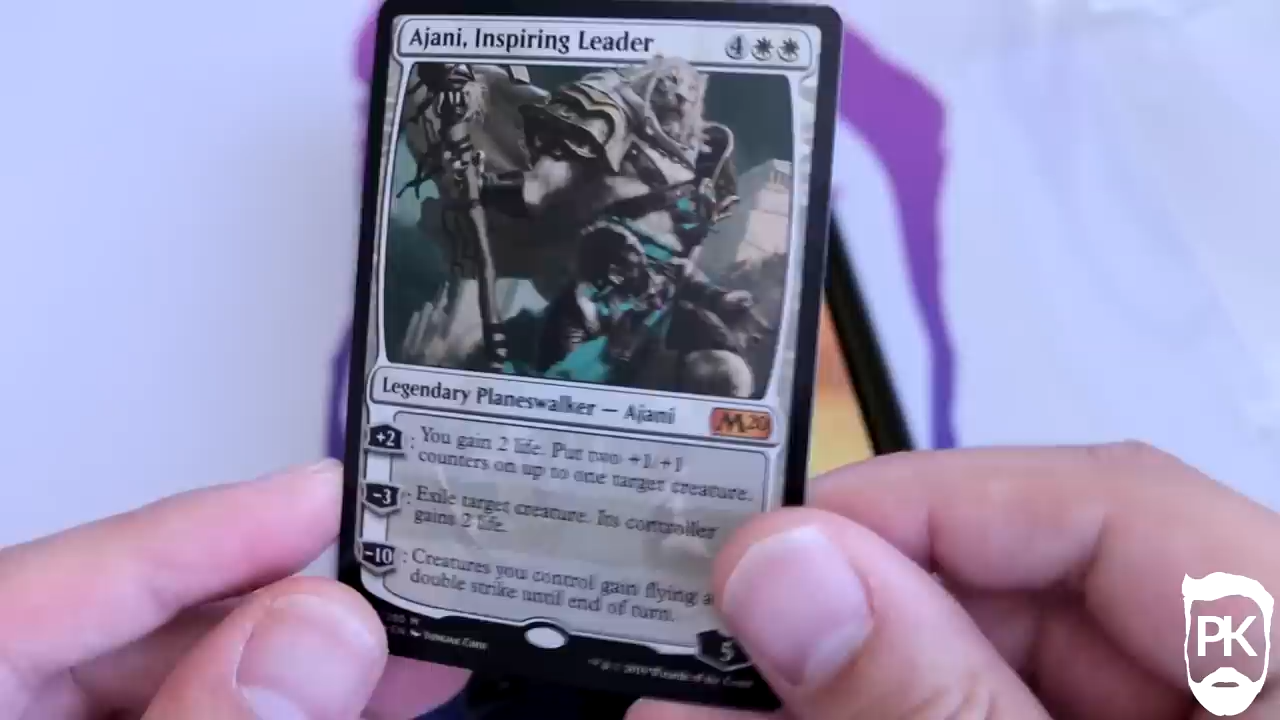 Ajani, Inspiring Leader
4
Legendary Planeswalker — Ajani
M20
+2: You gain 2 life. Put two +1/+1
counters on up to one target creature.
−3: Exile target creature. Its controller
gains 2 life.
−10: Creatures you control gain flying
double strike until end of turn.
5
PK